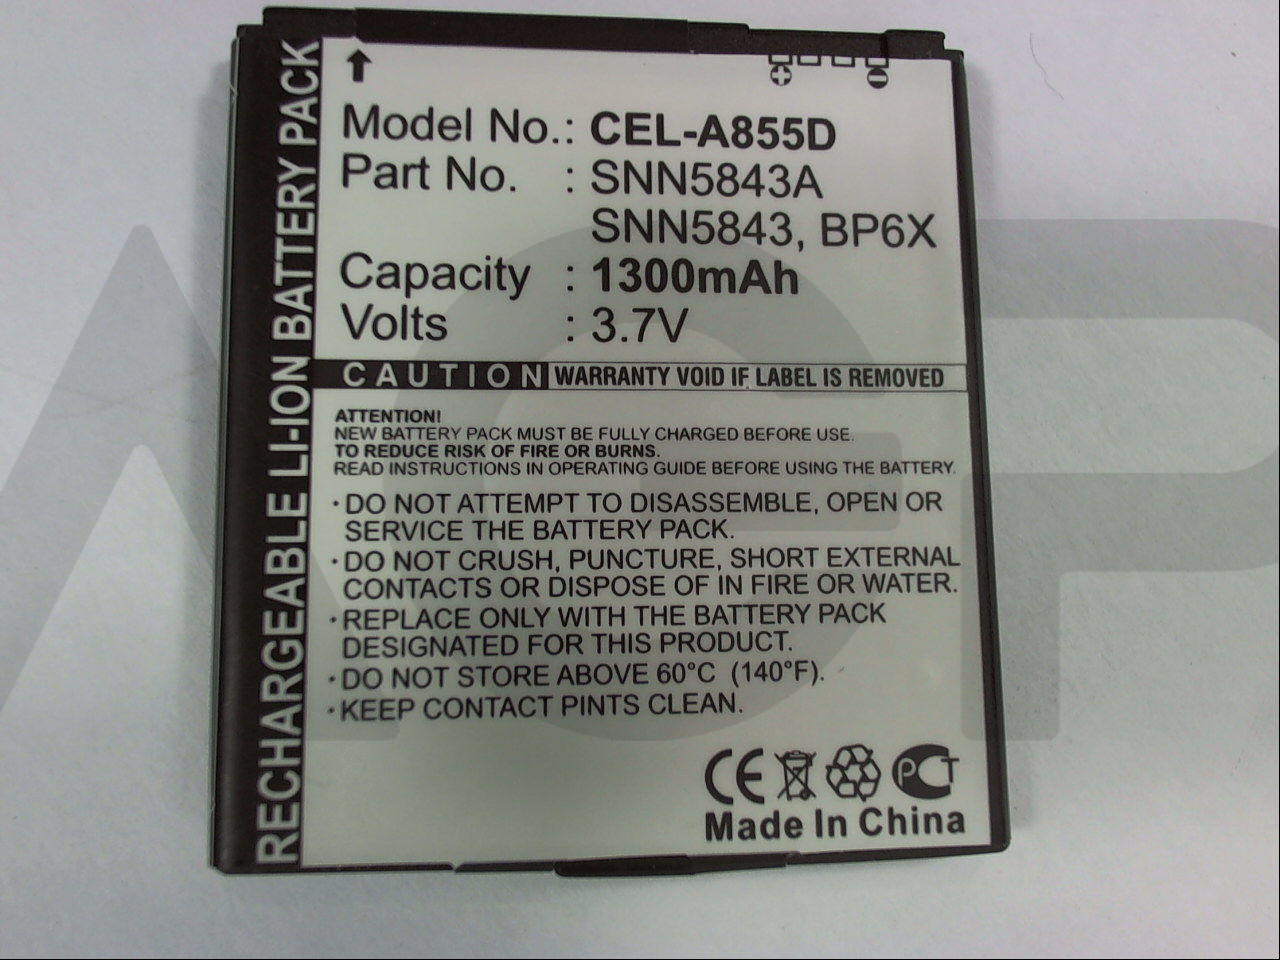 RECHARGEABLE LI-ION BATTERY PACK
Model No.: CEL-A855D
Part No. : SNN5843A
SNN5843, BP6X
Capacity : 1300mAh
Volts : 3.7V
CAUTION WARRANTY VOID IF LABEL IS REMOVED
ATTENTION!
NEW BATTERY PACK MUST BE FULLY CHARGED BEFORE USE.
TO REDUCE RISK OF FIRE OR BURNS.
READ INSTRUCTIONS IN OPERATING GUIDE BEFORE USING THE BATTERY.
·DO NOT ATTEMPT TO DISASSEMBLE, OPEN OR
SERVICE THE BATTERY PACK.
·DO NOT CRUSH, PUNCTURE, SHORT EXTERNAL
CONTACTS OR DISPOSE OF IN FIRE OR WATER.
·REPLACE ONLY WITH THE BATTERY PACK
DESIGNATED FOR THIS PRODUCT.
·DO NOT STORE ABOVE 60°C (140°F).
·KEEP CONTACT PINTS CLEAN.
CE PCT
Made In China